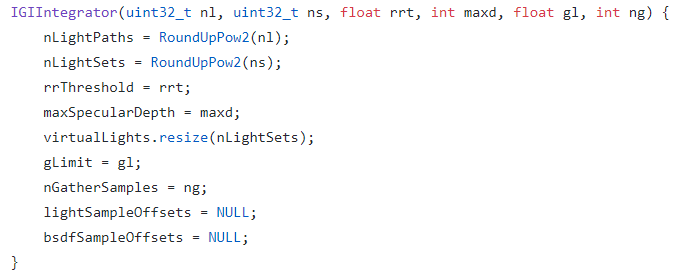 IGIIntegrator(uint32_t nl, uint32_t ns, float rrt, int maxd, float gl, int ng) {
    nLightPaths = RoundUpPow2(nl);
    nLightSets = RoundUpPow2(ns);
    rrThreshold = rrt;
    maxSpecularDepth = maxd;
    virtualLights.resize(nLightSets);
    gLimit = gl;
    nGatherSamples = ng;
    lightSampleOffsets = NULL;
    bsdfSampleOffsets = NULL;
}